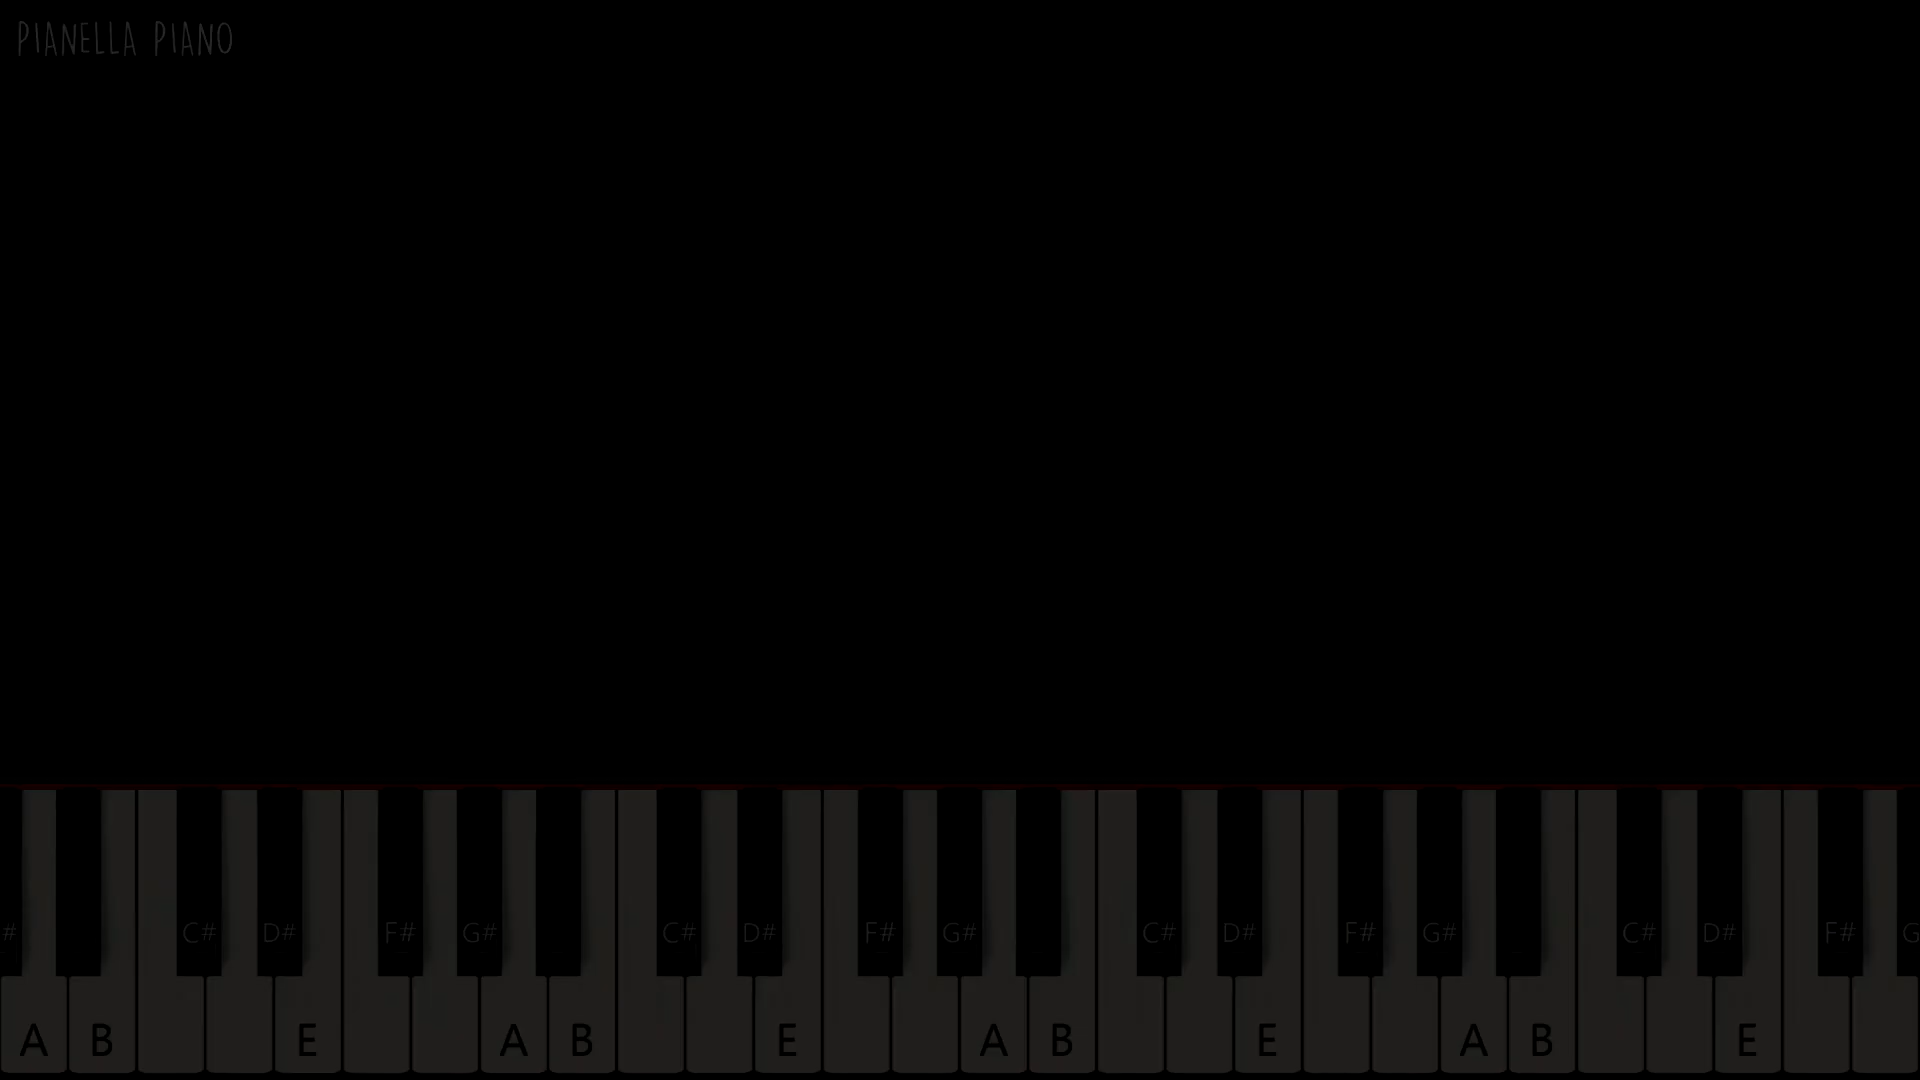 PIANELLA PIANO
# C# D# F# G# C# D# F# G# C# D# F# G# C# D# F# G
A B E A B E A B E A B E